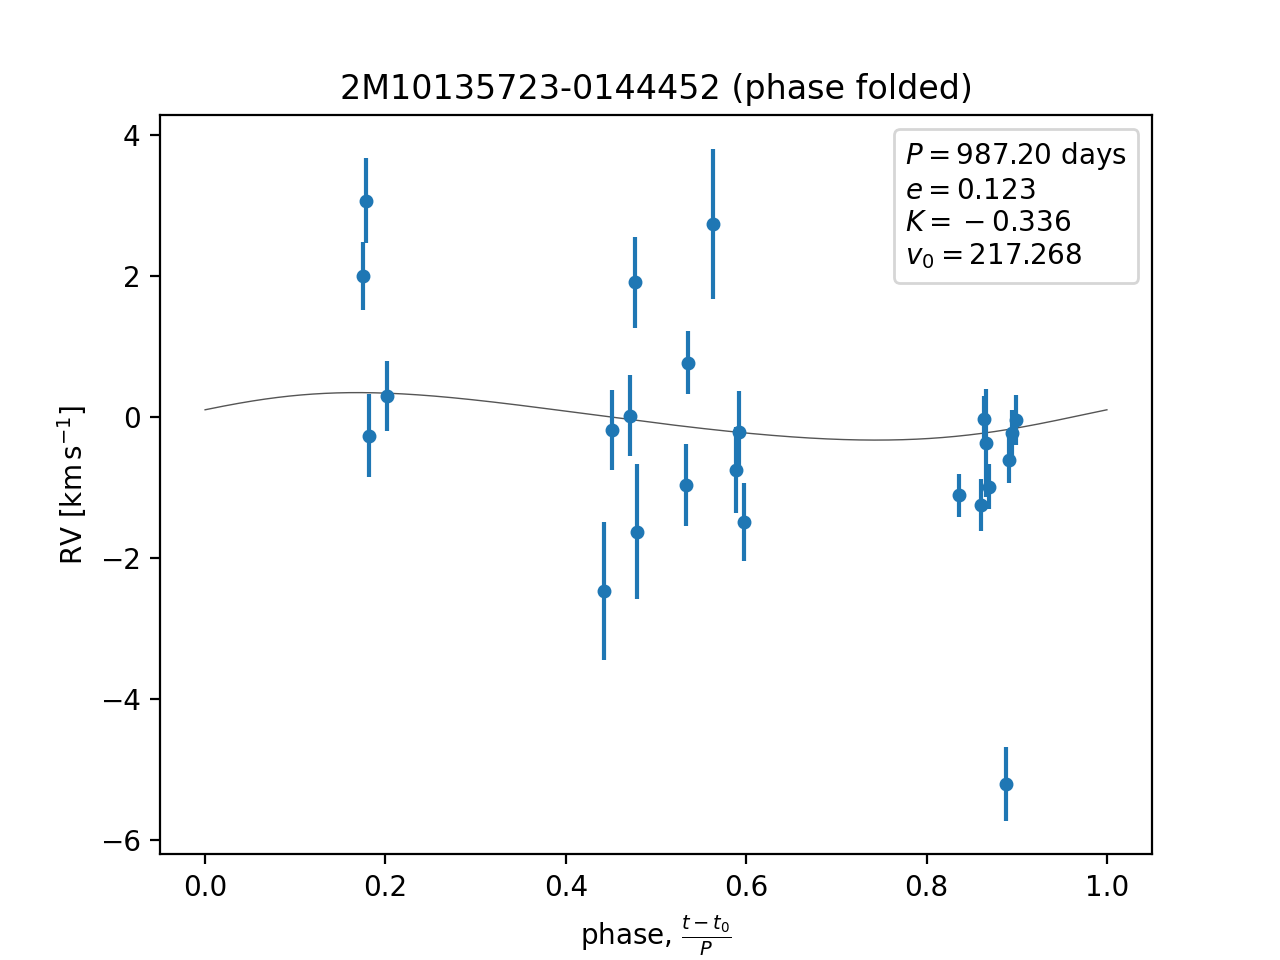 2M10135723-0144452 (phase folded)
P = 987.20 days
e = 0.123
K = −0.336
v₀ = 217.268
RV [km s⁻¹]
4
2
0
−2
−4
−6
0.0 0.2 0.4 0.6 0.8 1.0
phase, (t − t₀)/P